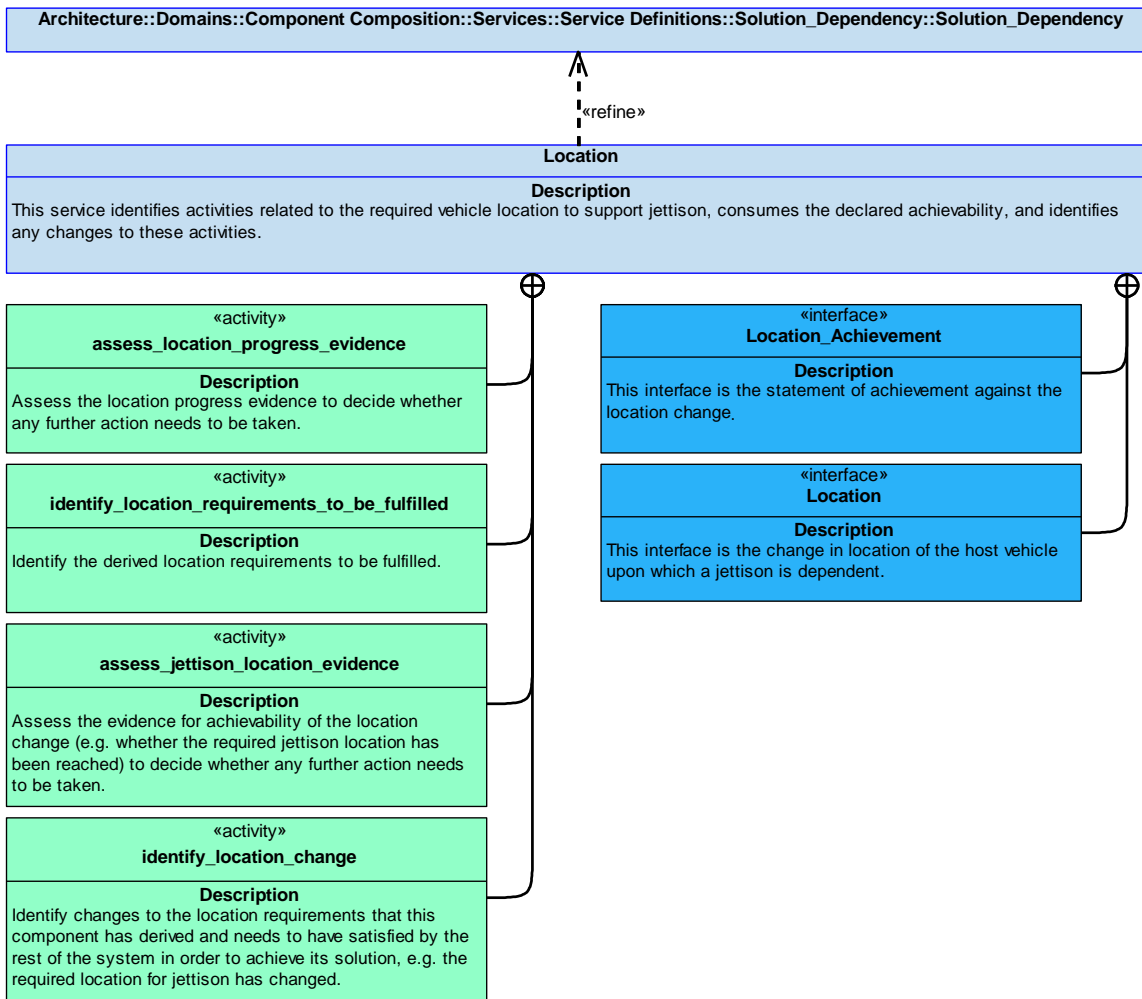 Architecture::Domains::Component Composition::Services::Service Definitions::Solution_Dependency::Solution_Dependency
«refine»
Location
Description
This service identifies activities related to the required vehicle location to support jettison, consumes the declared achievability, and identifies
any changes to these activities.
«activity»
assess_location_progress_evidence
Description
Assess the location progress evidence to decide whether
any further action needs to be taken.
«activity»
identify_location_requirements_to_be_fulfilled
Description
Identify the derived location requirements to be fulfilled.
«activity»
assess_jettison_location_evidence
Description
Assess the evidence for achievability of the location
change (e.g. whether the required jettison location has
been reached) to decide whether any further action needs
to be taken.
«activity»
identify_location_change
Description
Identify changes to the location requirements that this
component has derived and needs to have satisfied by the
rest of the system in order to achieve its solution, e.g. the
required location for jettison has changed.
«interface»
Location_Achievement
Description
This interface is the statement of achievement against the
location change.
«interface»
Location
Description
This interface is the change in location of the host vehicle
upon which a jettison is dependent.